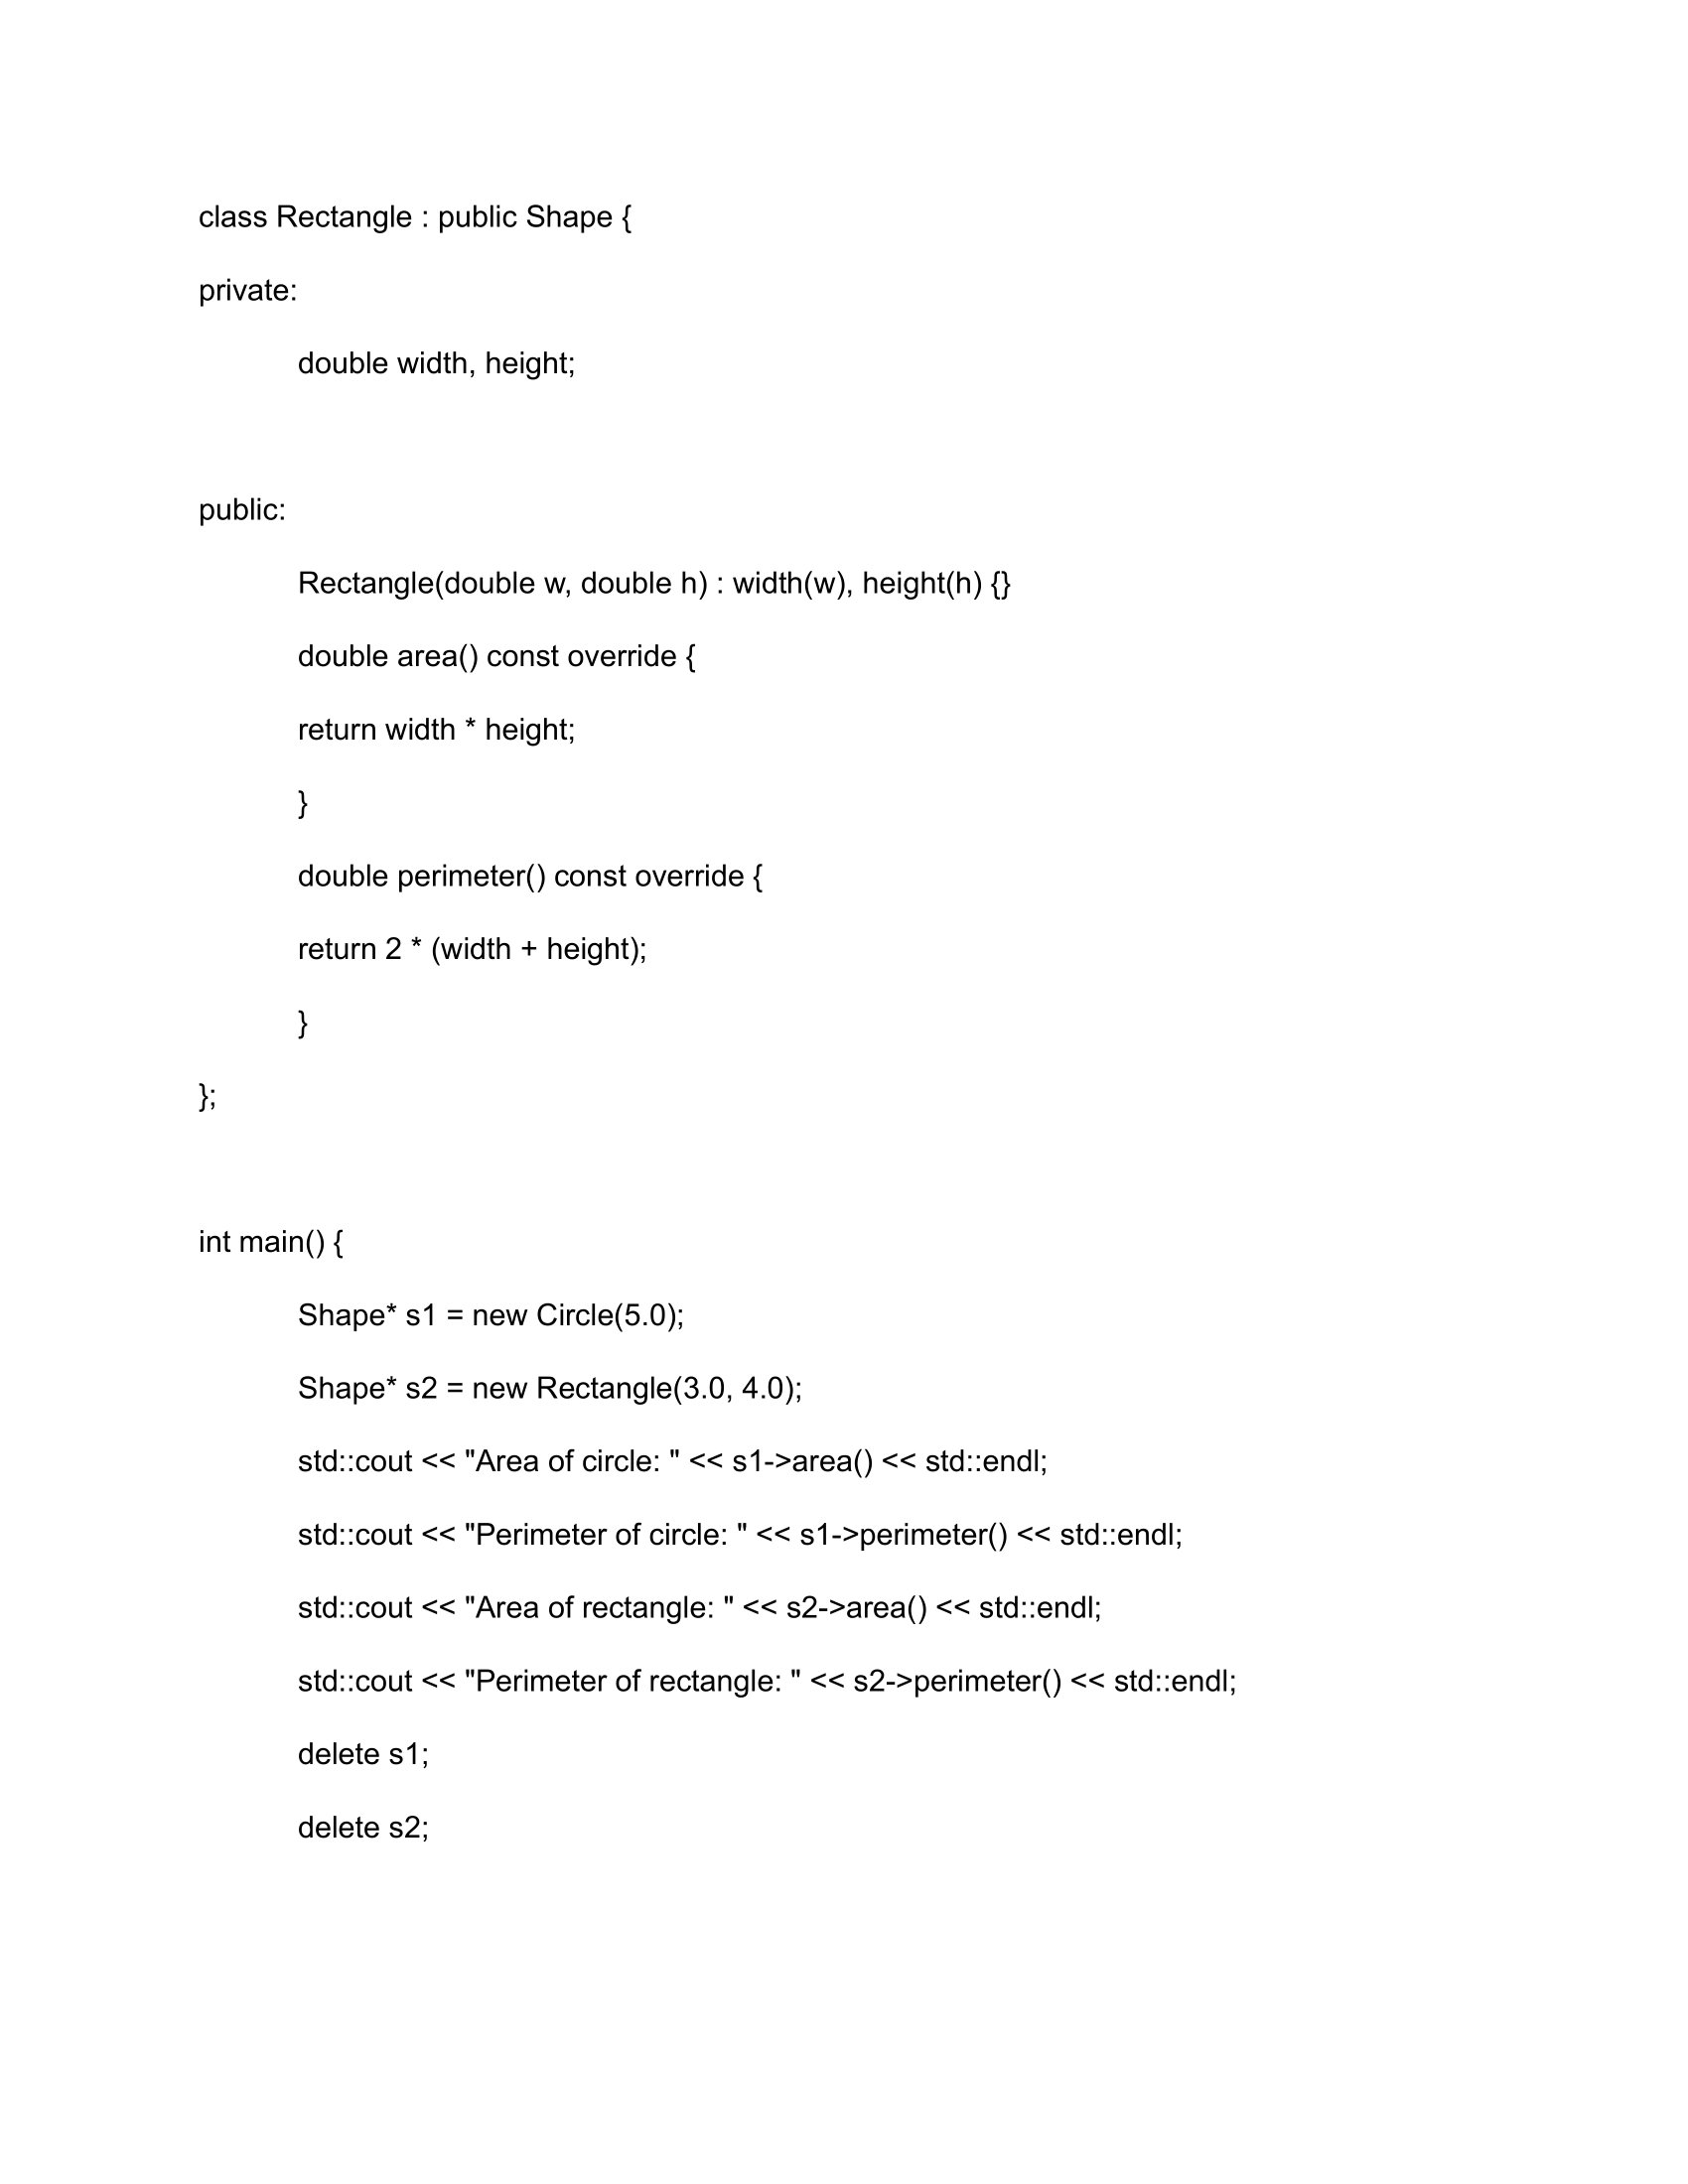 class Rectangle : public Shape {
private:
double width, height;
public:
Rectangle(double w, double h) : width(w), height(h) {}
double area() const override {
return width * height;
}
double perimeter() const override {
return 2 * (width + height);
}
};
int main() {
Shape* s1 = new Circle(5.0);
Shape* s2 = new Rectangle(3.0, 4.0);
std::cout << "Area of circle: " << s1->area() << std::endl;
std::cout << "Perimeter of circle: " << s1->perimeter() << std::endl;
std::cout << "Area of rectangle: " << s2->area() << std::endl;
std::cout << "Perimeter of rectangle: " << s2->perimeter() << std::endl;
delete s1;
delete s2;